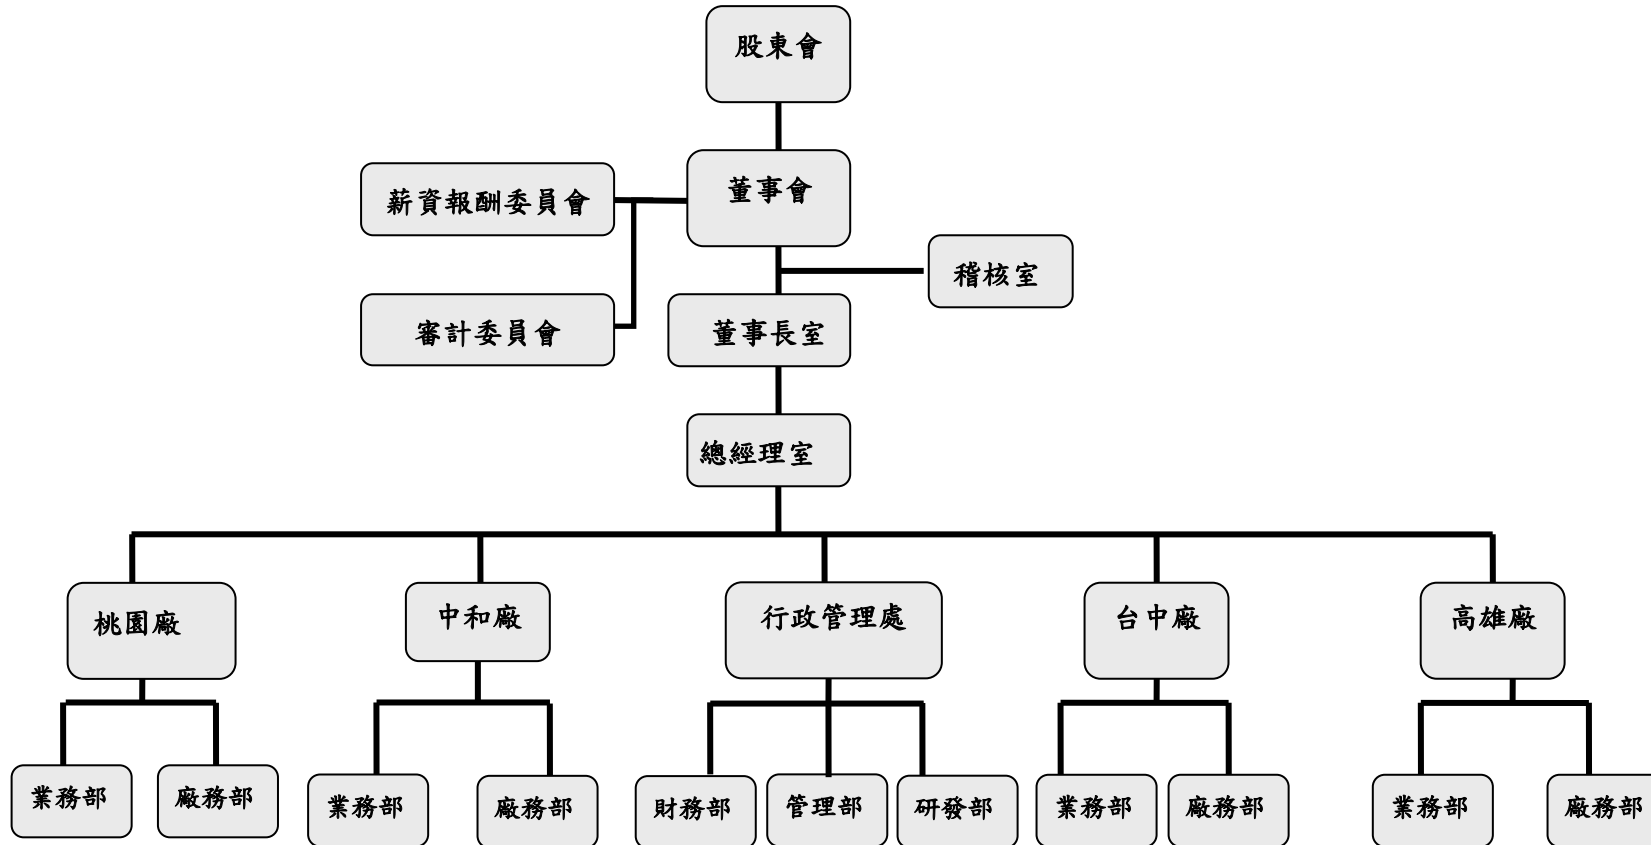 股東會
董事會
薪資報酬委員會
稽核室
審計委員會
董事長室
總經理室
桃園廠
中和廠
行政管理處
台中廠
高雄廠
業務部
廠務部
業務部
廠務部
財務部
管理部
研發部
業務部
廠務部
業務部
廠務部